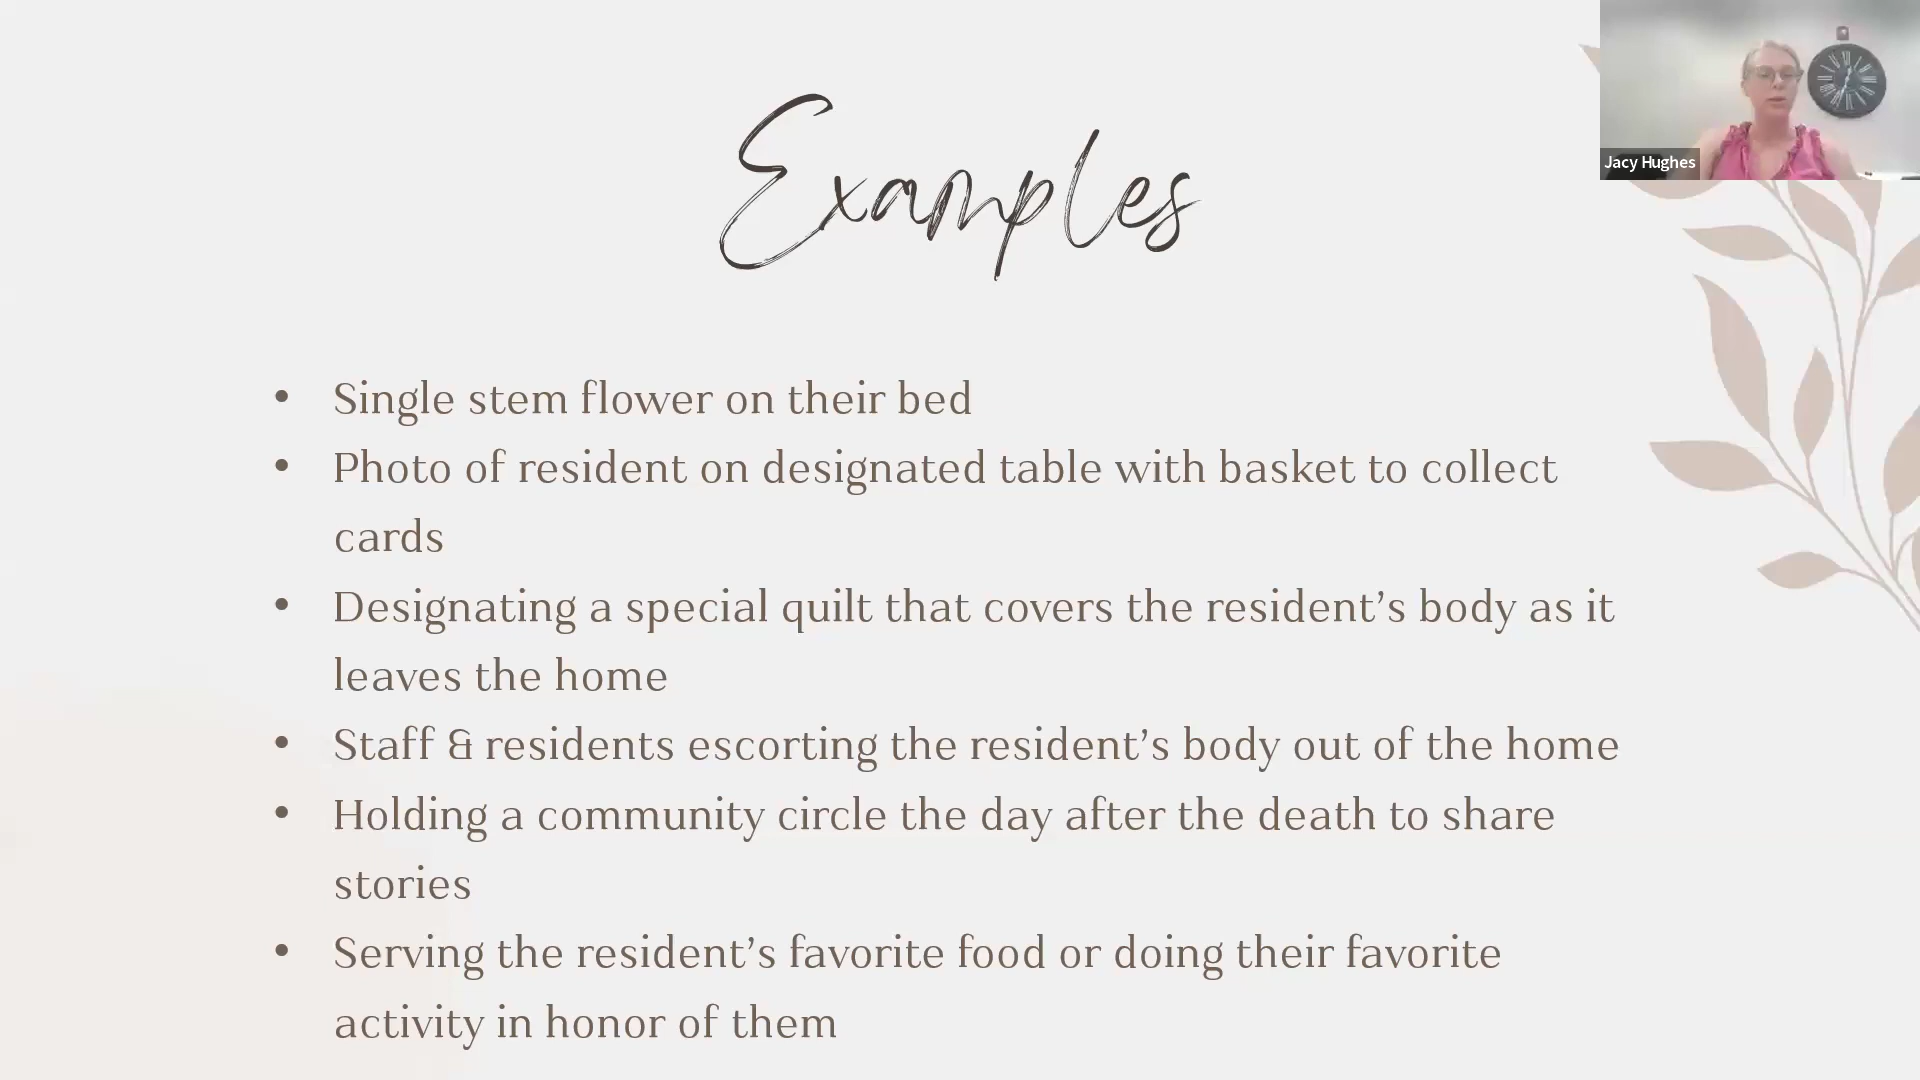 Jacy Hughes
Examples
• Single stem flower on their bed
• Photo of resident on designated table with basket to collect
cards
• Designating a special quilt that covers the resident’s body as it
leaves the home
• Staff & residents escorting the resident’s body out of the home
• Holding a community circle the day after the death to share
stories
• Serving the resident’s favorite food or doing their favorite
activity in honor of them